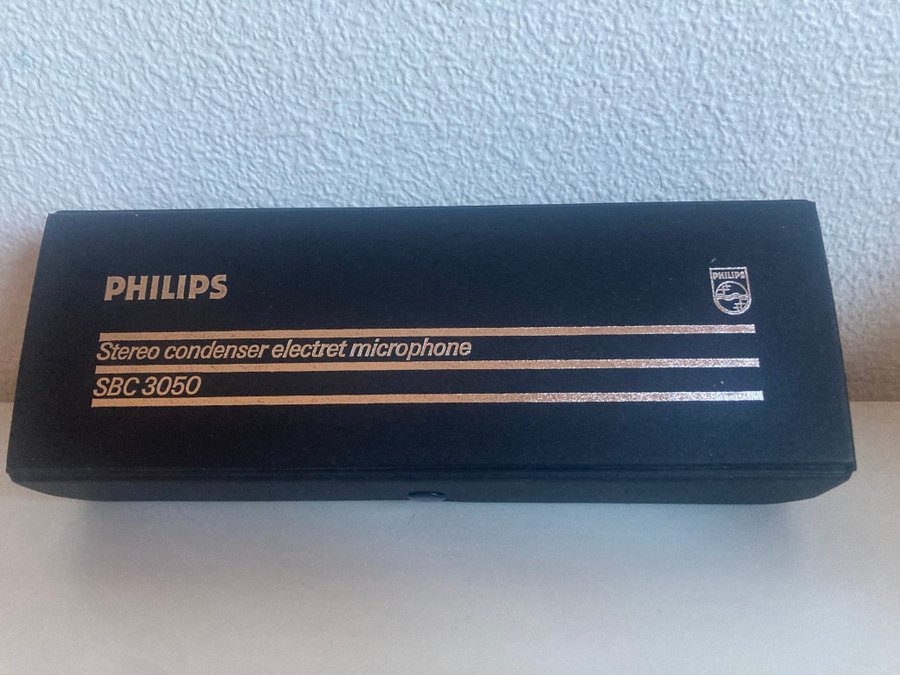 PHILIPS
PHILIPS
Stereo condenser electret microphone
SBC 3050